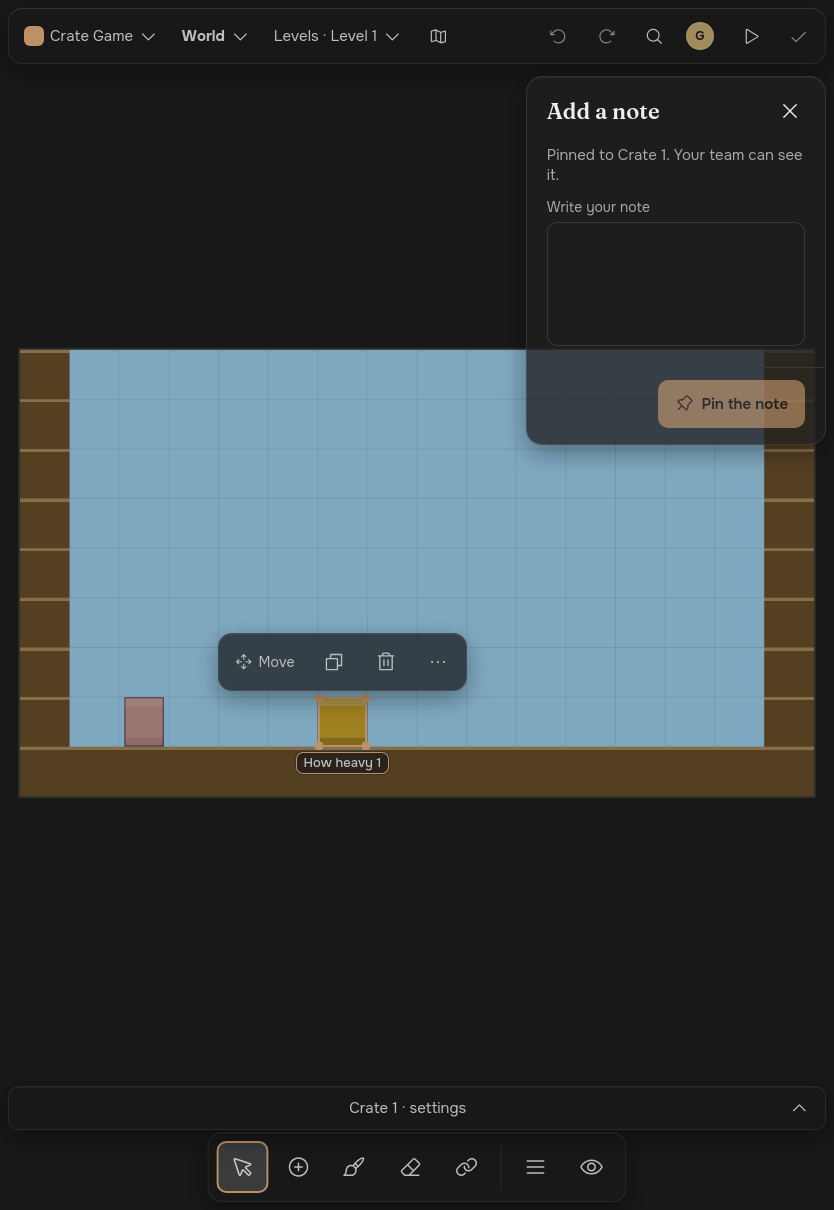 Crate Game
World
Levels · Level 1
G
Add a note
Pinned to Crate 1. Your team can see
it.
Write your note
Pin the note
Move
How heavy 1
Crate 1 · settings